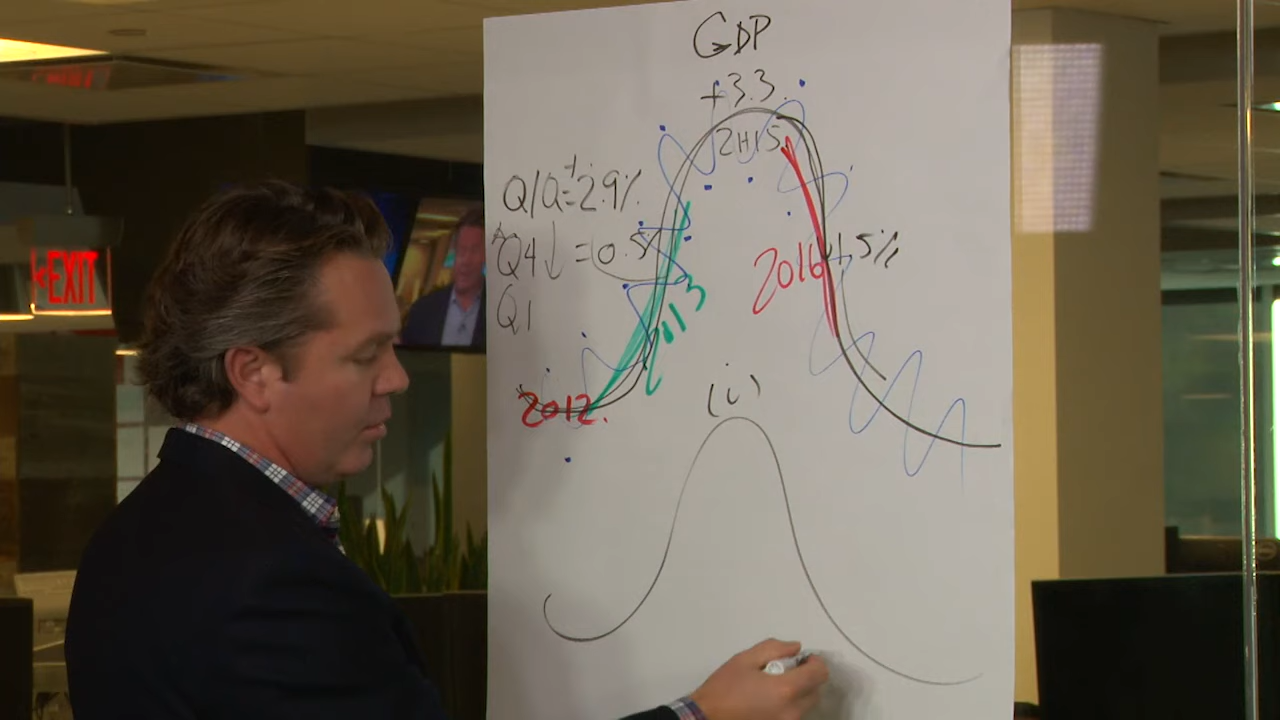 GDP
+3.3
2H15
Q/Q=+2.9%
Q4↓=0.5%
Q1
2013
2016
+.5%
2012.
(i)
EXIT